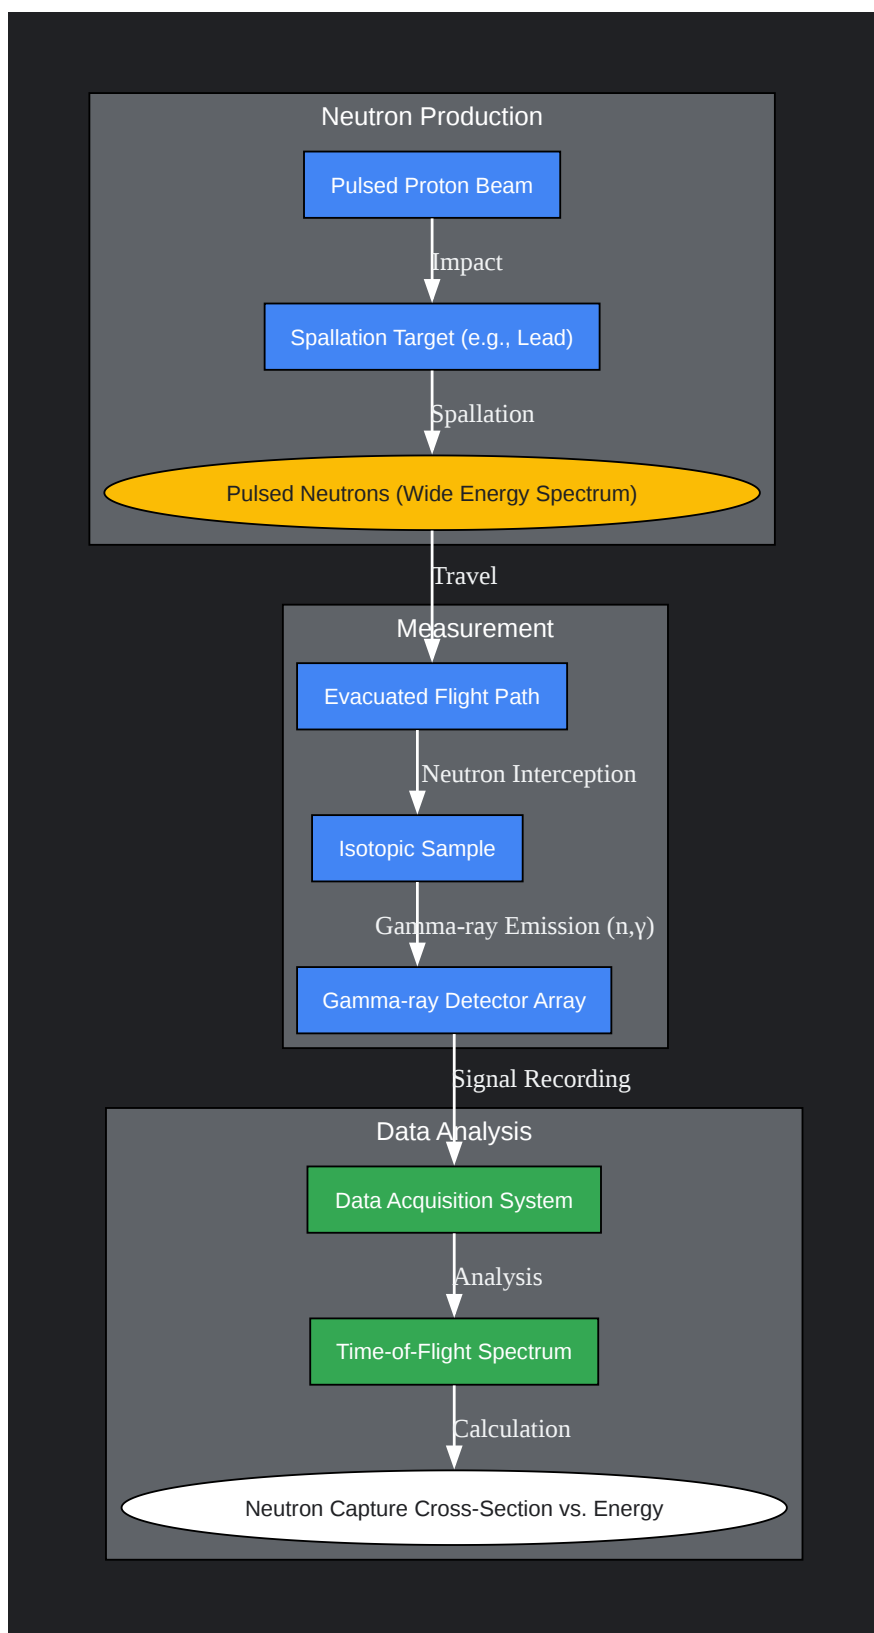 Neutron Production
Pulsed Proton Beam
Impact
Spallation Target (e.g., Lead)
Spallation
Pulsed Neutrons (Wide Energy Spectrum)
Travel
Measurement
Evacuated Flight Path
Neutron Interception
Isotopic Sample
Gamma-ray Emission (n,γ)
Gamma-ray Detector Array
Signal Recording
Data Analysis
Data Acquisition System
Analysis
Time-of-Flight Spectrum
Calculation
Neutron Capture Cross-Section vs. Energy